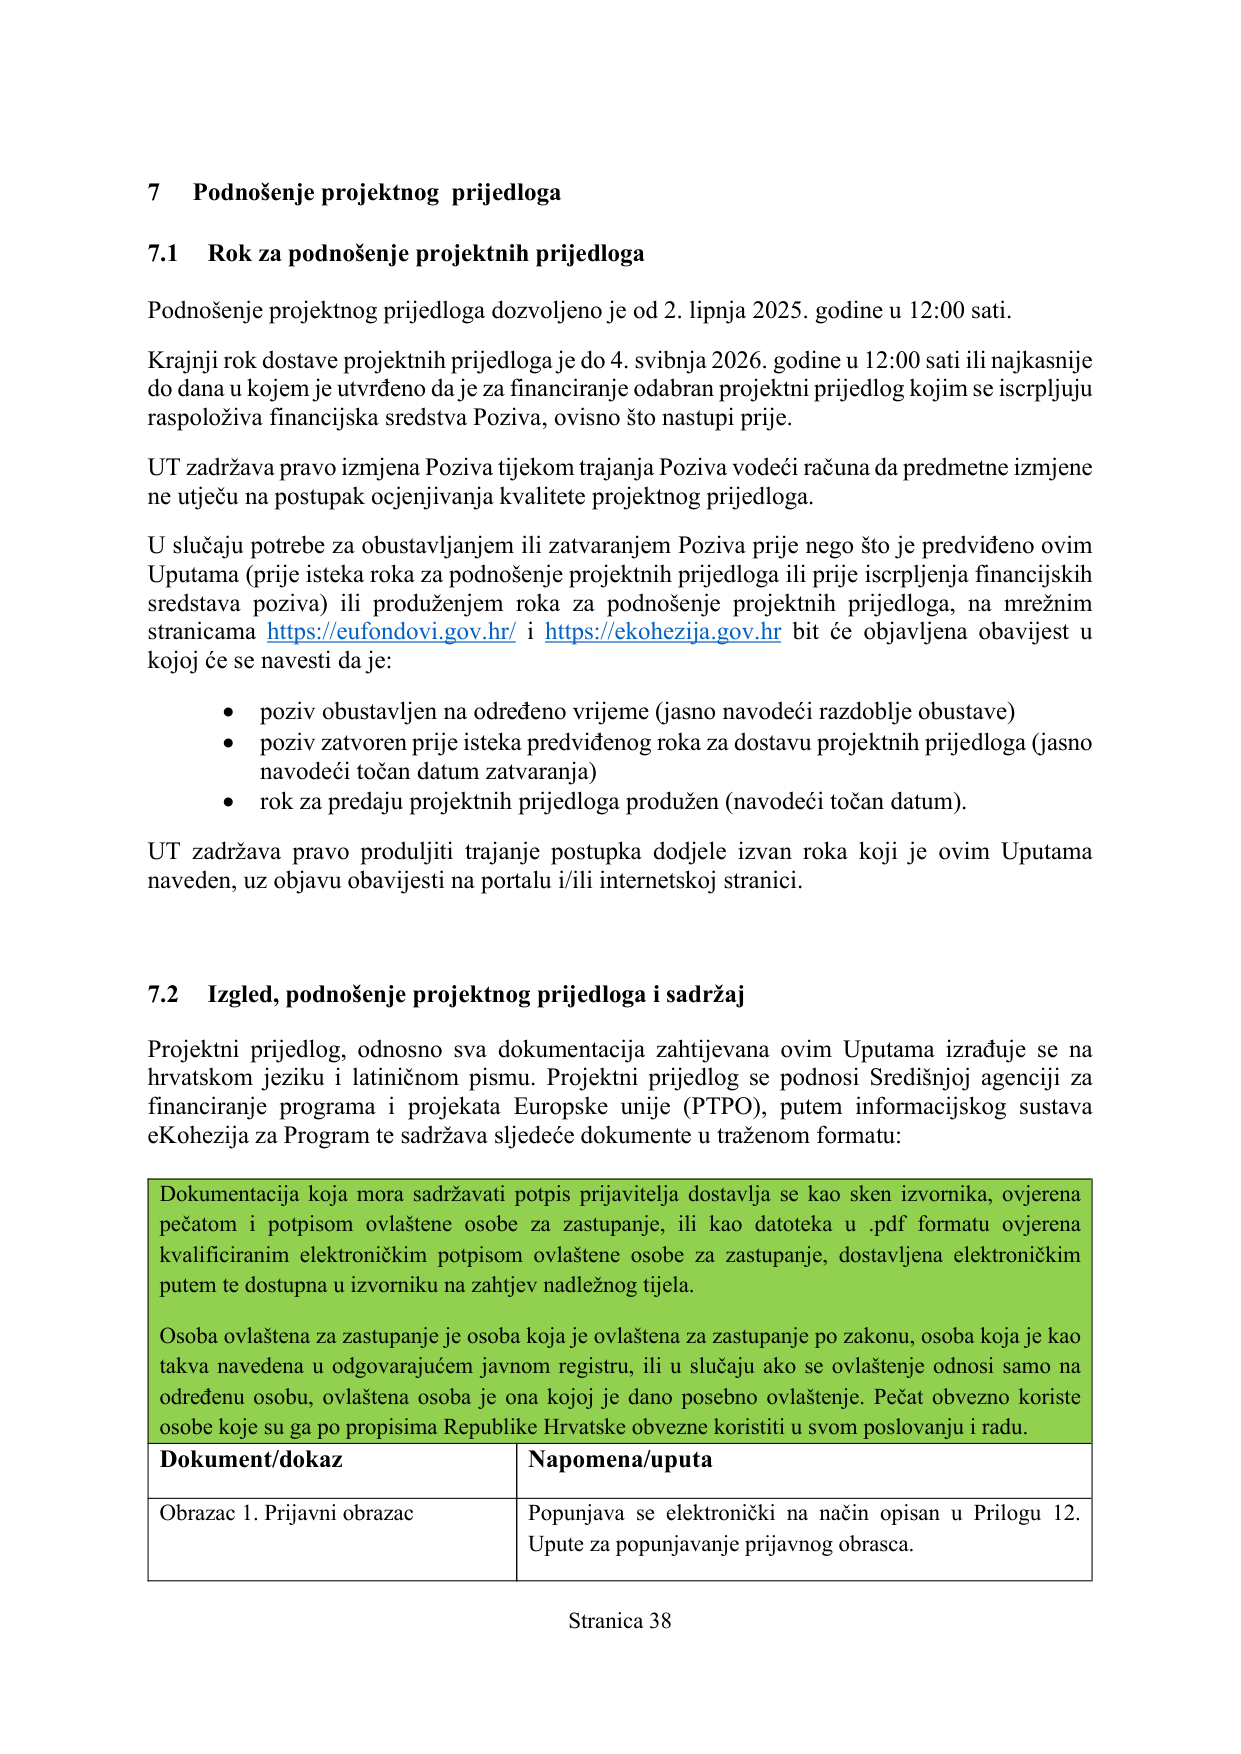 7 Podnošenje projektnog prijedloga
7.1 Rok za podnošenje projektnih prijedloga
Podnošenje projektnog prijedloga dozvoljeno je od 2. lipnja 2025. godine u 12:00 sati.
Krajnji rok dostave projektnih prijedloga je do 4. svibnja 2026. godine u 12:00 sati ili najkasnije
do dana u kojem je utvrđeno da je za financiranje odabran projektni prijedlog kojim se iscrpljuju
raspoloživa financijska sredstva Poziva, ovisno što nastupi prije.
UT zadržava pravo izmjena Poziva tijekom trajanja Poziva vodeći računa da predmetne izmjene
ne utječu na postupak ocjenjivanja kvalitete projektnog prijedloga.
U slučaju potrebe za obustavljanjem ili zatvaranjem Poziva prije nego što je predviđeno ovim
Uputama (prije isteka roka za podnošenje projektnih prijedloga ili prije iscrpljenja financijskih
sredstava poziva) ili produženjem roka za podnošenje projektnih prijedloga, na mrežnim
stranicama https://eufondovi.gov.hr/ i https://ekohezija.gov.hr bit će objavljena obavijest u
kojoj će se navesti da je:
• poziv obustavljen na određeno vrijeme (jasno navodeći razdoblje obustave)
• poziv zatvoren prije isteka predviđenog roka za dostavu projektnih prijedloga (jasno
navodeći točan datum zatvaranja)
• rok za predaju projektnih prijedloga produžen (navodeći točan datum).
UT zadržava pravo produljiti trajanje postupka dodjele izvan roka koji je ovim Uputama
naveden, uz objavu obavijesti na portalu i/ili internetskoj stranici.
7.2 Izgled, podnošenje projektnog prijedloga i sadržaj
Projektni prijedlog, odnosno sva dokumentacija zahtijevana ovim Uputama izrađuje se na
hrvatskom jeziku i latiničnom pismu. Projektni prijedlog se podnosi Središnjoj agenciji za
financiranje programa i projekata Europske unije (PTPO), putem informacijskog sustava
eKohezija za Program te sadržava sljedeće dokumente u traženom formatu:
Dokumentacija koja mora sadržavati potpis prijavitelja dostavlja se kao sken izvornika, ovjerena
pečatom i potpisom ovlaštene osobe za zastupanje, ili kao datoteka u .pdf formatu ovjerena
kvalificiranim elektroničkim potpisom ovlaštene osobe za zastupanje, dostavljena elektroničkim
putem te dostupna u izvorniku na zahtjev nadležnog tijela.
Osoba ovlaštena za zastupanje je osoba koja je ovlaštena za zastupanje po zakonu, osoba koja je kao
takva navedena u odgovarajućem javnom registru, ili u slučaju ako se ovlaštenje odnosi samo na
određenu osobu, ovlaštena osoba je ona kojoj je dano posebno ovlaštenje. Pečat obvezno koriste
osobe koje su ga po propisima Republike Hrvatske obvezne koristiti u svom poslovanju i radu.
Dokument/dokaz
Napomena/uputa
Obrazac 1. Prijavni obrazac
Popunjava se elektronički na način opisan u Prilogu 12.
Upute za popunjavanje prijavnog obrasca.
Stranica 38